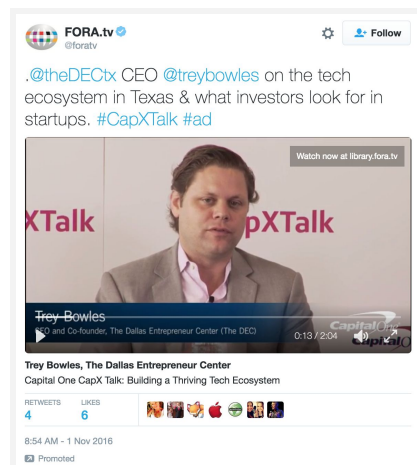 FORA.tv
@foratv
Follow
.@theDECtx CEO @treybowles on the tech
ecosystem in Texas & what investors look for in
startups. #CapXTalk #ad
Watch now at library.fora.tv
XTalk
pXTalk
Trey Bowles
CEO and Co-founder, The Dallas Entrepreneur Center (The DEC)
0:13 / 2:04
CapitalOne
Trey Bowles, The Dallas Entrepreneur Center
Capital One CapX Talk: Building a Thriving Tech Ecosystem
RETWEETS LIKES
4 6
8:54 AM - 1 Nov 2016
Promoted